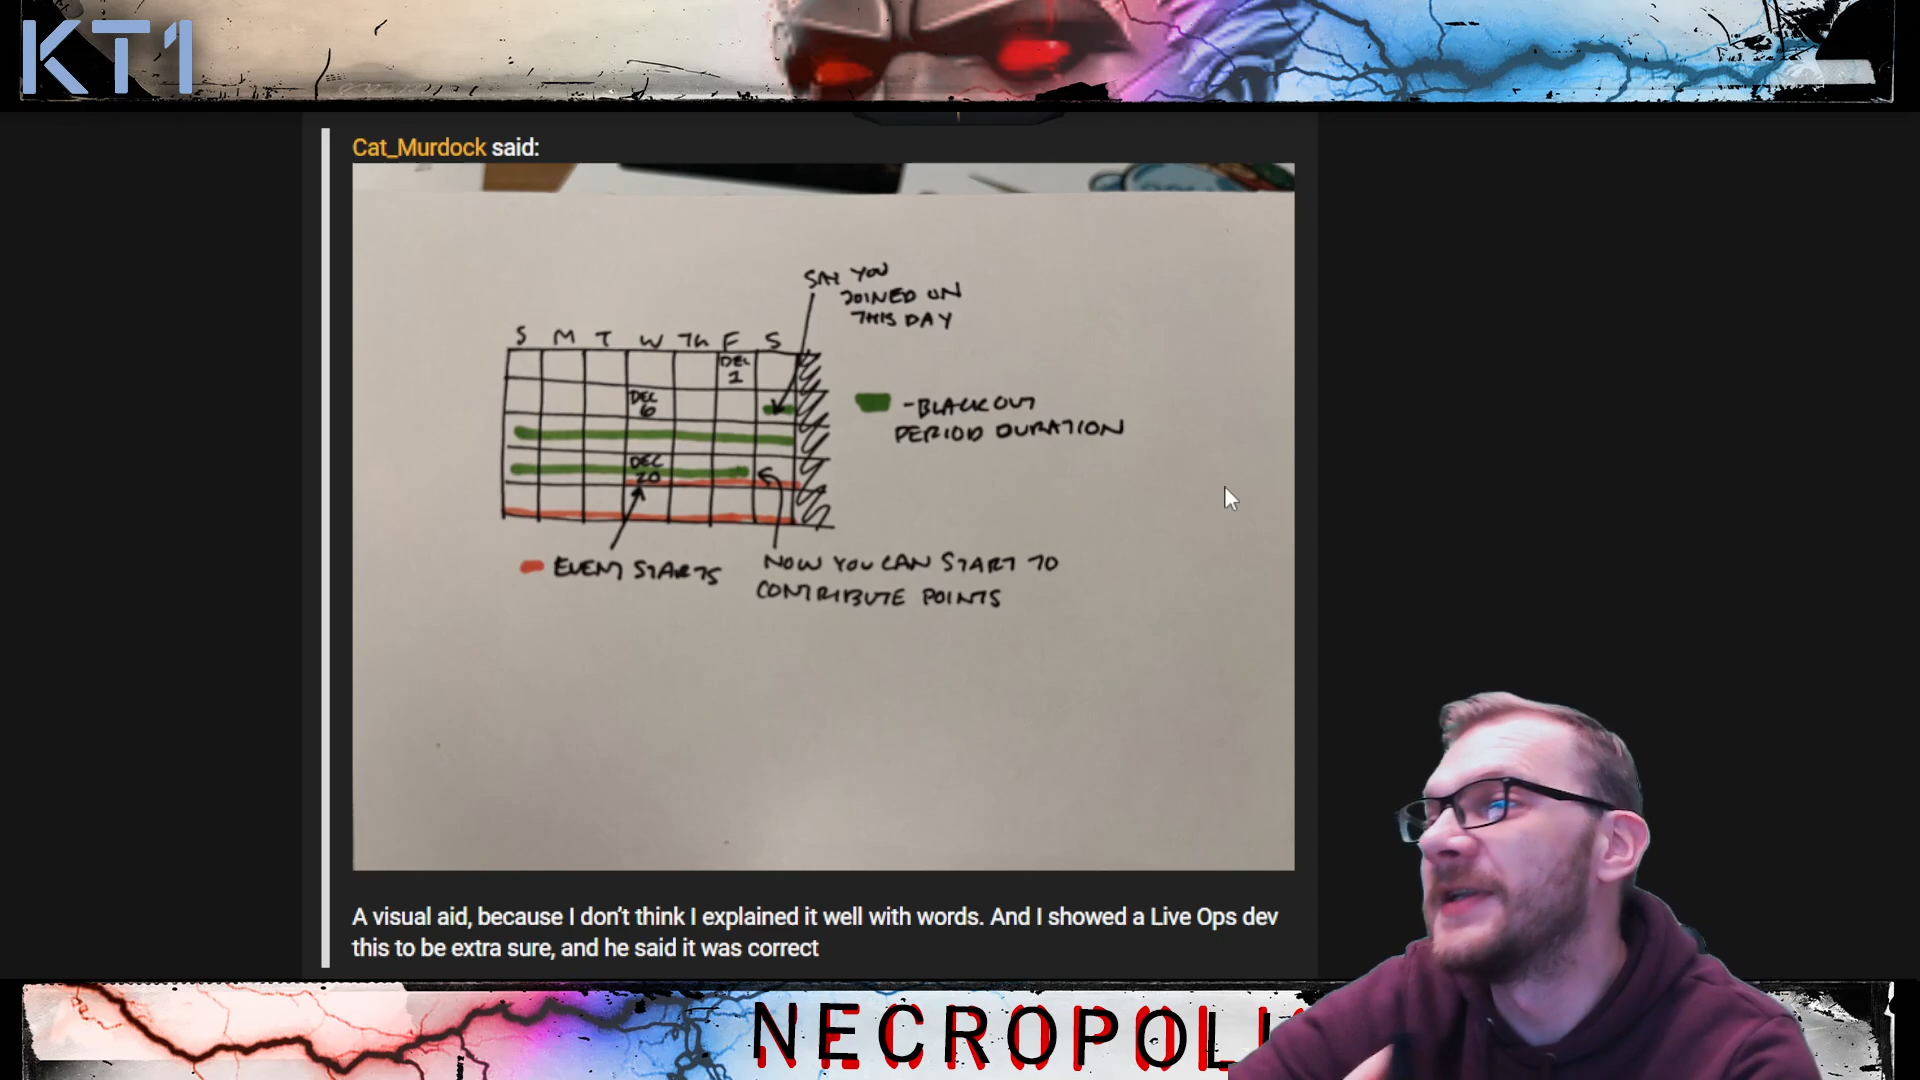 KT1
Cat_Murdock said:
SAY YOU
JOINED ON
THIS DAY
S M T W Th F S
DEC
1
DEC
6
- BLACKOUT
PERIOD DURATION
DEC
20
EVENT STARTS
NOW YOU CAN START TO
CONTRIBUTE POINTS
A visual aid, because I don't think I explained it well with words. And I showed a Live Ops dev
this to be extra sure, and he said it was correct
NECROPOLI